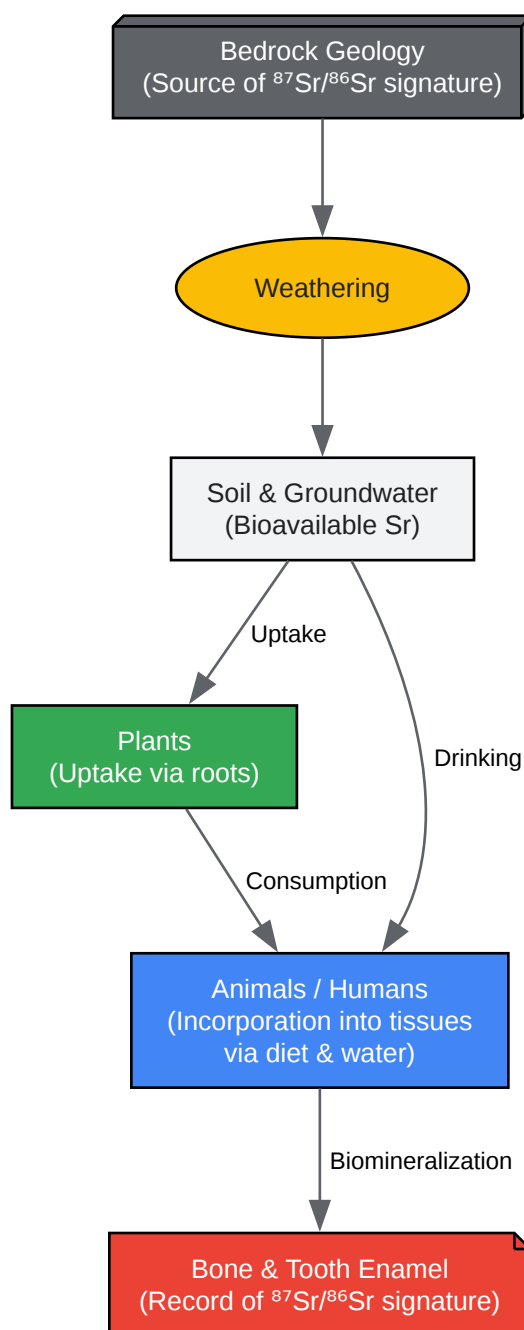 Bedrock Geology
(Source of ⁸⁷Sr/⁸⁶Sr signature)
Weathering
Soil & Groundwater
(Bioavailable Sr)
Uptake
Plants
(Uptake via roots)
Drinking
Consumption
Animals / Humans
(Incorporation into tissues
via diet & water)
Biomineralization
Bone & Tooth Enamel
(Record of ⁸⁷Sr/⁸⁶Sr signature)